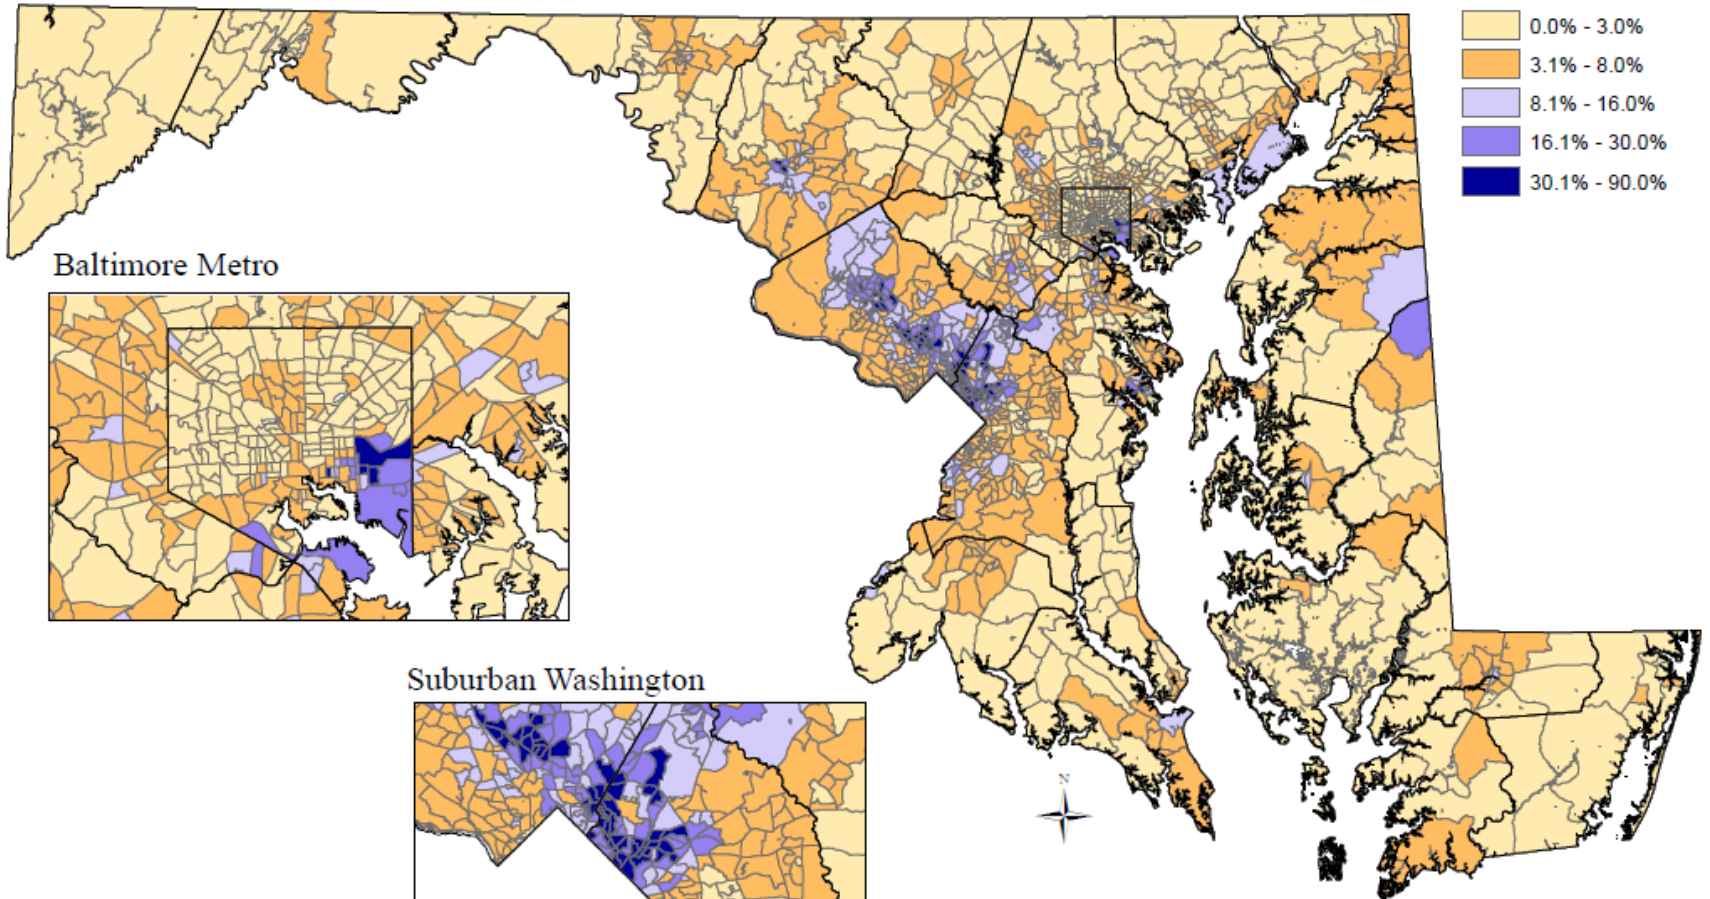 0.0% - 3.0%
3.1% - 8.0%
8.1% - 16.0%
16.1% - 30.0%
30.1% - 90.0%
Baltimore Metro
Suburban Washington
N